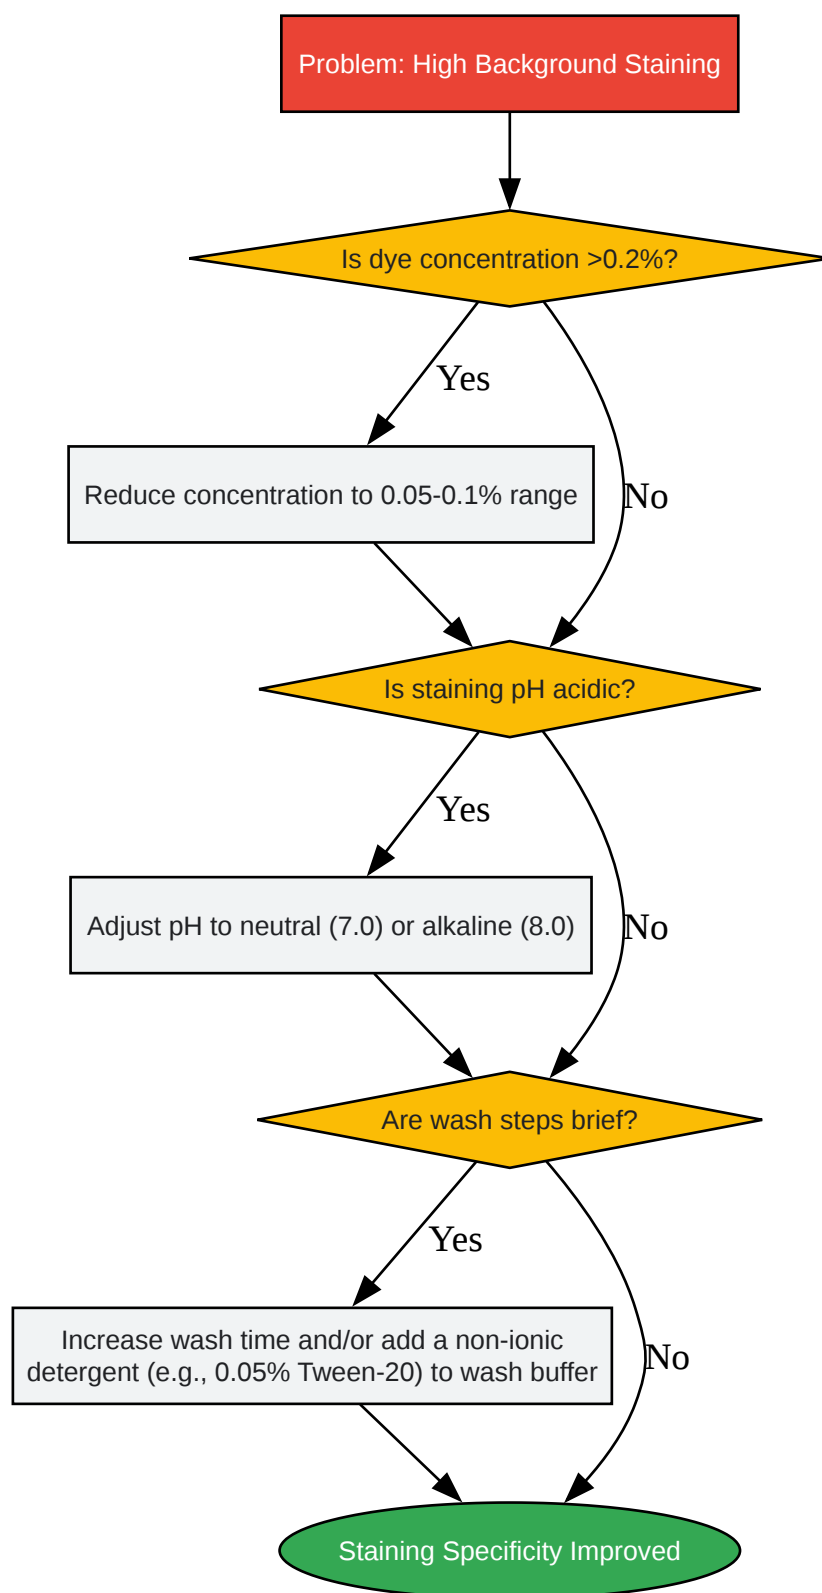 Problem: High Background Staining
Is dye concentration >0.2%?
Yes
Reduce concentration to 0.05-0.1% range
No
Is staining pH acidic?
Yes
Adjust pH to neutral (7.0) or alkaline (8.0)
No
Are wash steps brief?
Yes
Increase wash time and/or add a non-ionic
detergent (e.g., 0.05% Tween-20) to wash buffer
No
Staining Specificity Improved